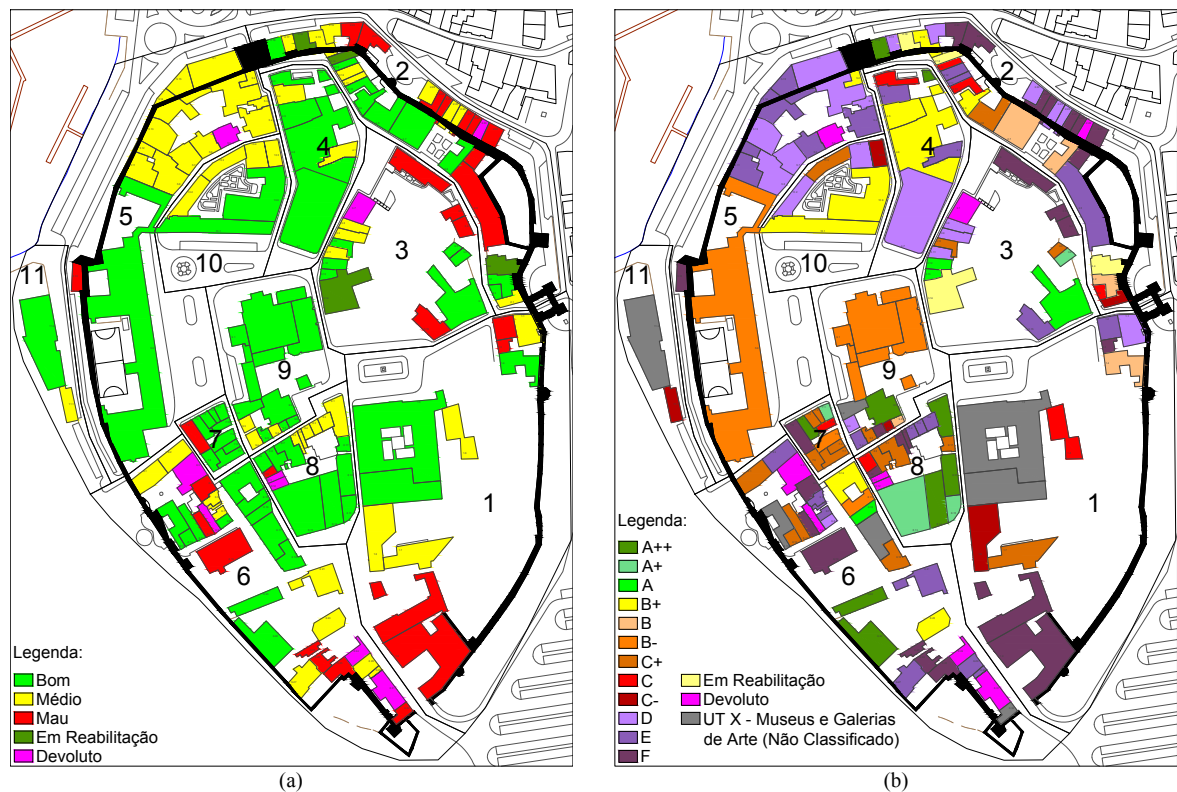 2
4
5
3
10
11
9
7
8
1
6
Legenda:
Bom
Médio
Mau
Em Reabilitação
Devoluto
(a)
2
4
5
3
10
11
9
7
8
1
6
Legenda:
A++
A+
A
B+
B
B-
C+
C
C-
D
E
F
Em Reabilitação
Devoluto
UT X - Museus e Galerias
de Arte (Não Classificado)
(b)